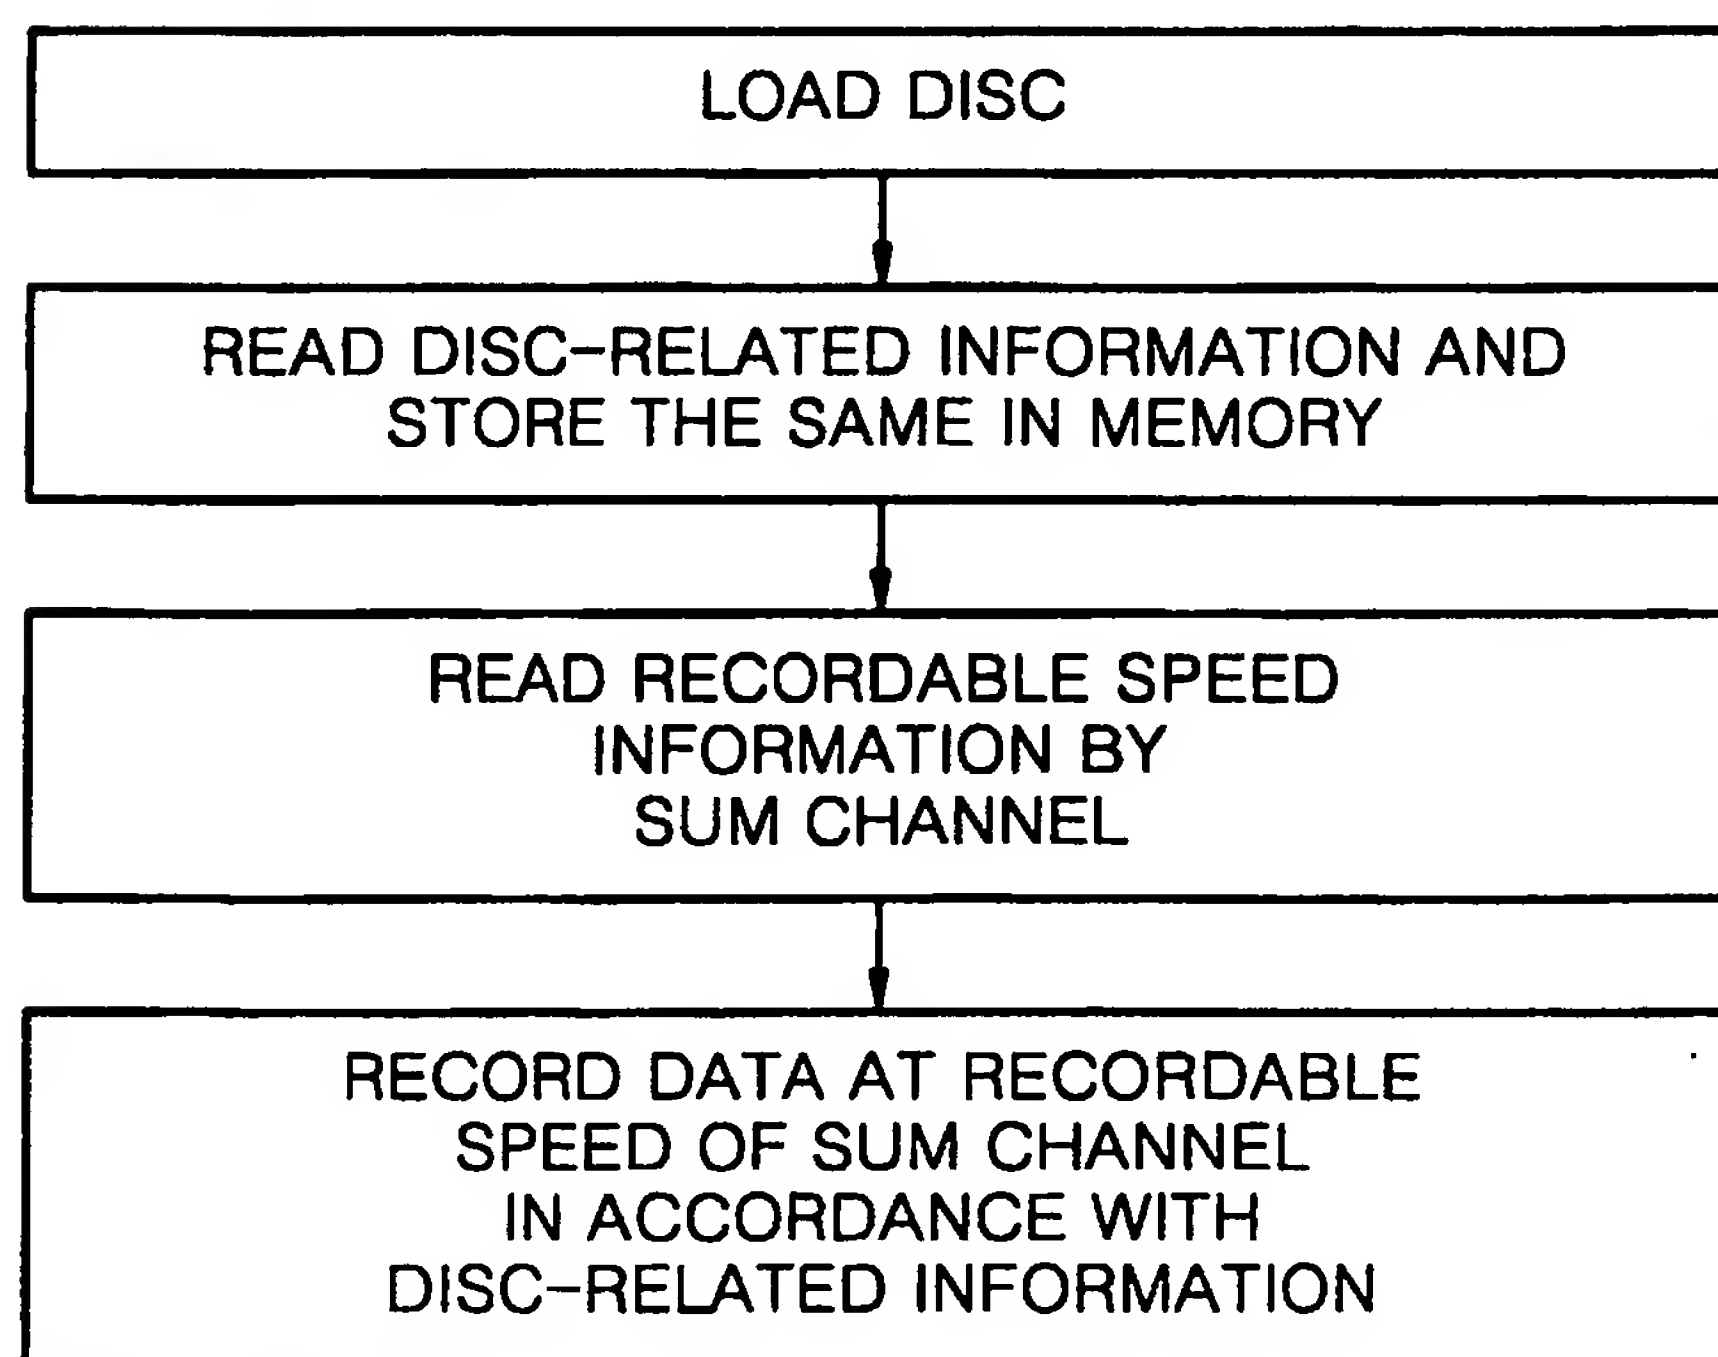 LOAD DISC
READ DISC-RELATED INFORMATION AND
STORE THE SAME IN MEMORY
READ RECORDABLE SPEED
INFORMATION BY
SUM CHANNEL
RECORD DATA AT RECORDABLE
SPEED OF SUM CHANNEL
IN ACCORDANCE WITH
DISC-RELATED INFORMATION